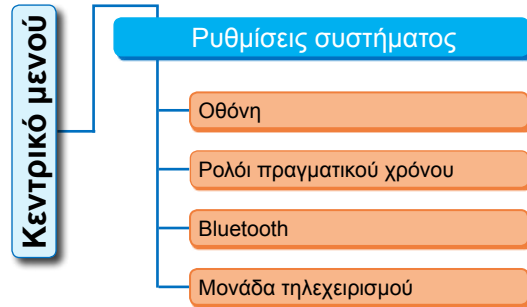 Κεντρικό μενού
Ρυθμίσεις συστήματος
Οθόνη
Ρολόι πραγματικού χρόνου
Bluetooth
Μονάδα τηλεχειρισμού